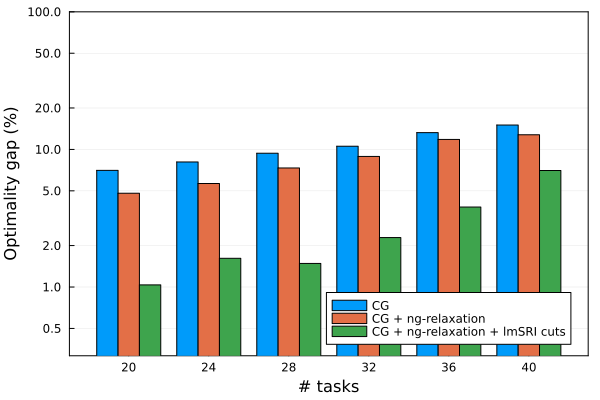 100.0
50.0
20.0
10.0
5.0
2.0
1.0
0.5
Optimality gap (%)
CG
CG + ng-relaxation
CG + ng-relaxation + lmSRI cuts
20 24 28 32 36 40
# tasks